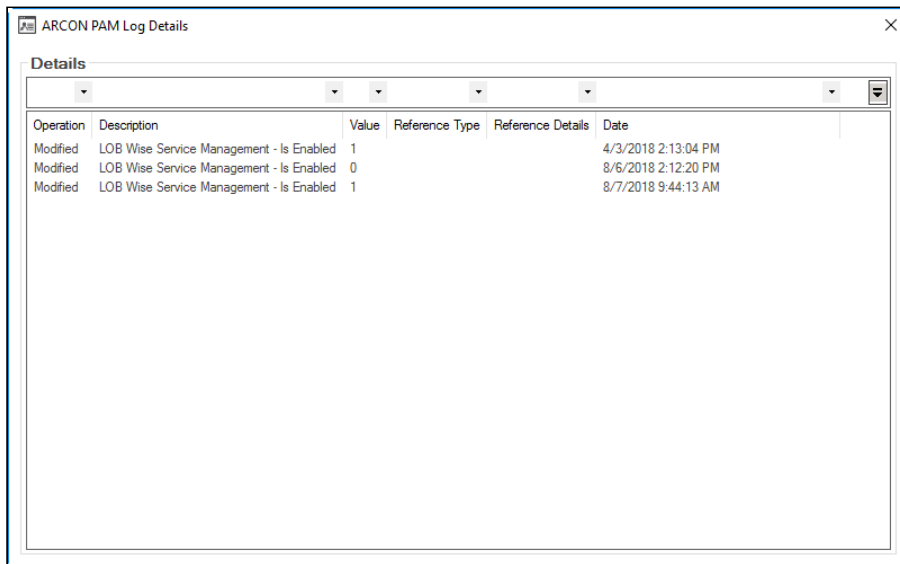 ARCON PAM Log Details
Details
Operation Description Value Reference Type Reference Details Date
Modified LOB Wise Service Management - Is Enabled 1 4/3/2018 2:13:04 PM
Modified LOB Wise Service Management - Is Enabled 0 8/6/2018 2:12:20 PM
Modified LOB Wise Service Management - Is Enabled 1 8/7/2018 9:44:13 AM